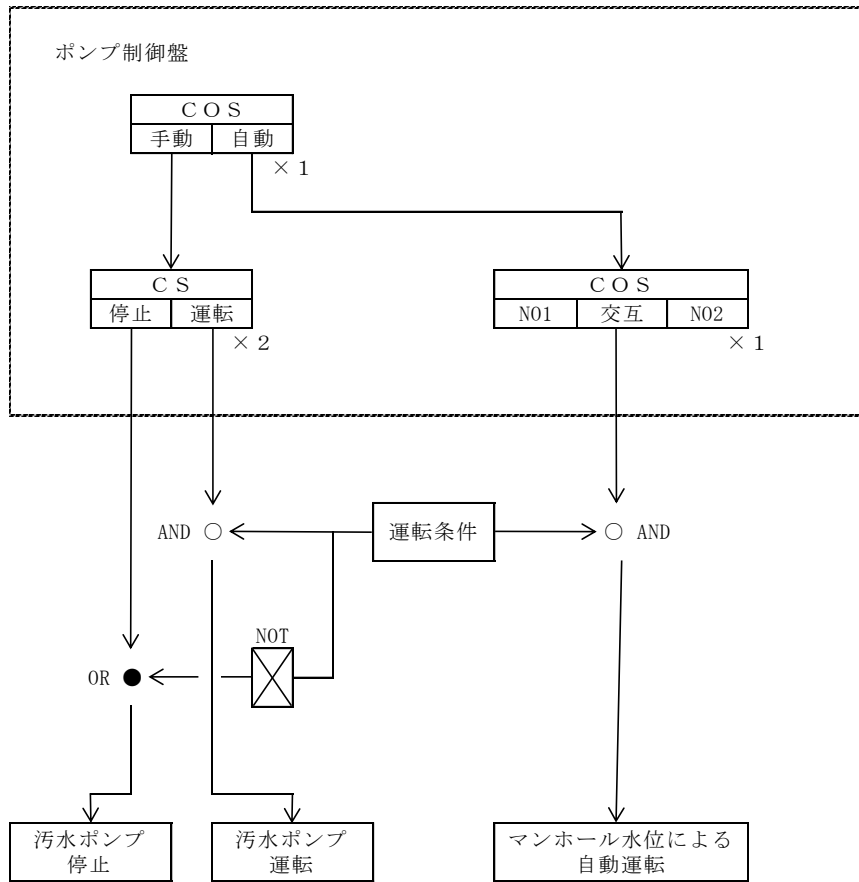 ポンプ制御盤
ＣＯＳ
手動 自動
×１
ＣＳ
停止 運転
×２
ＣＯＳ
NO1 交互 NO2
×１
AND 運転条件 AND
NOT
OR
汚水ポンプ
停止
汚水ポンプ
運転
マンホール水位による
自動運転